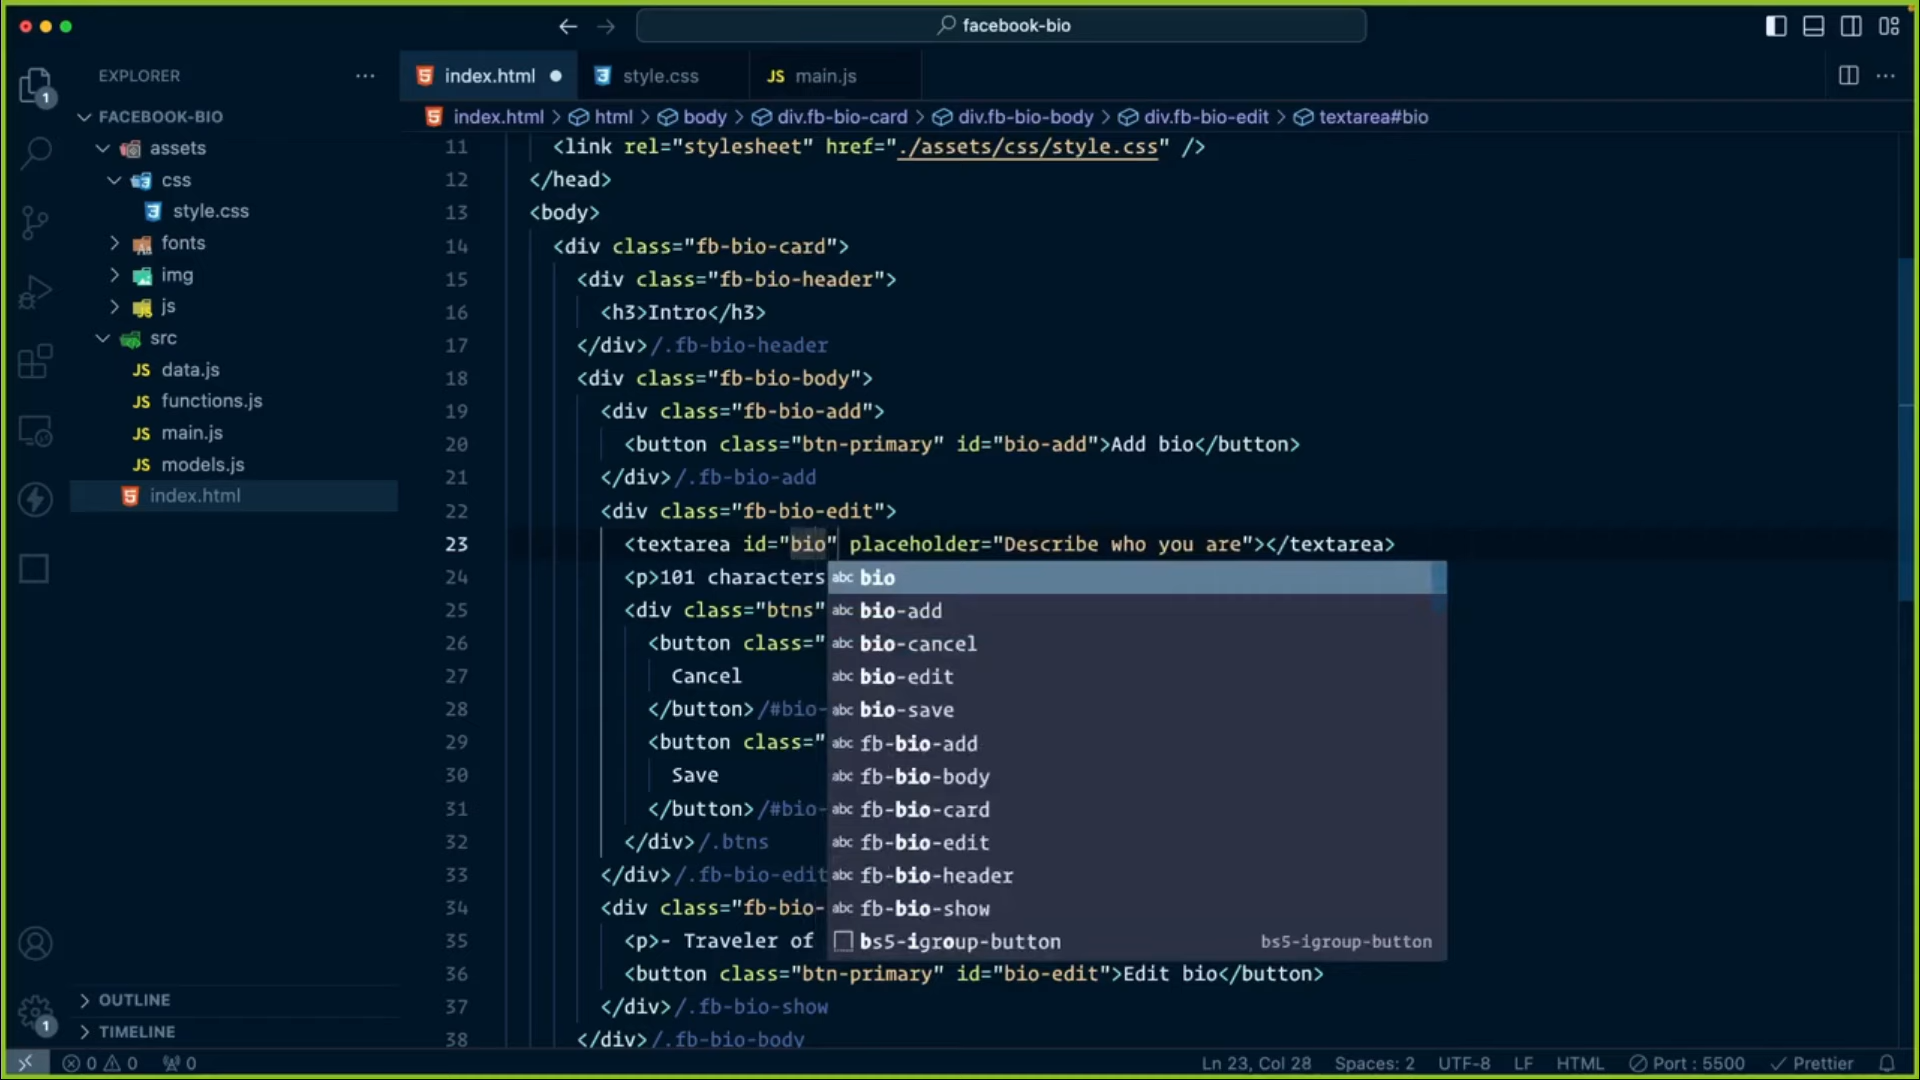 facebook-bio
EXPLORER
FACEBOOK-BIO
assets
css
style.css
fonts
img
js
src
JS data.js
JS functions.js
JS main.js
JS models.js
index.html
OUTLINE
TIMELINE
1
1
index.html
style.css
JS main.js
index.html > html > body > div.fb-bio-card > div.fb-bio-body > div.fb-bio-edit > textarea#bio
11 <link rel="stylesheet" href="./assets/css/style.css" />
12 </head>
13 <body>
14 <div class="fb-bio-card">
15 <div class="fb-bio-header">
16 <h3>Intro</h3>
17 </div>/.fb-bio-header
18 <div class="fb-bio-body">
19 <div class="fb-bio-add">
20 <button class="btn-primary" id="bio-add">Add bio</button>
21 </div>/.fb-bio-add
22 <div class="fb-bio-edit">
23 <textarea id="bio" placeholder="Describe who you are"></textarea>
24 <p>101 characters
25 <div class="btns"
26 <button class="
27 Cancel
28 </button>/#bio-
29 <button class="
30 Save
31 </button>/#bio-
32 </div>/.btns
33 </div>/.fb-bio-edit
34 <div class="fb-bio-
35 <p>- Traveler of
36 <button class="btn-primary" id="bio-edit">Edit bio</button>
37 </div>/.fb-bio-show
38 </div>/.fb-bio-body
abc bio
abc bio-add
abc bio-cancel
abc bio-edit
abc bio-save
abc fb-bio-add
abc fb-bio-body
abc fb-bio-card
abc fb-bio-edit
abc fb-bio-header
abc fb-bio-show
bs5-igroup-button bs5-igroup-button
0 0 0 Ln 23, Col 28 Spaces: 2 UTF-8 LF HTML Port : 5500 Prettier